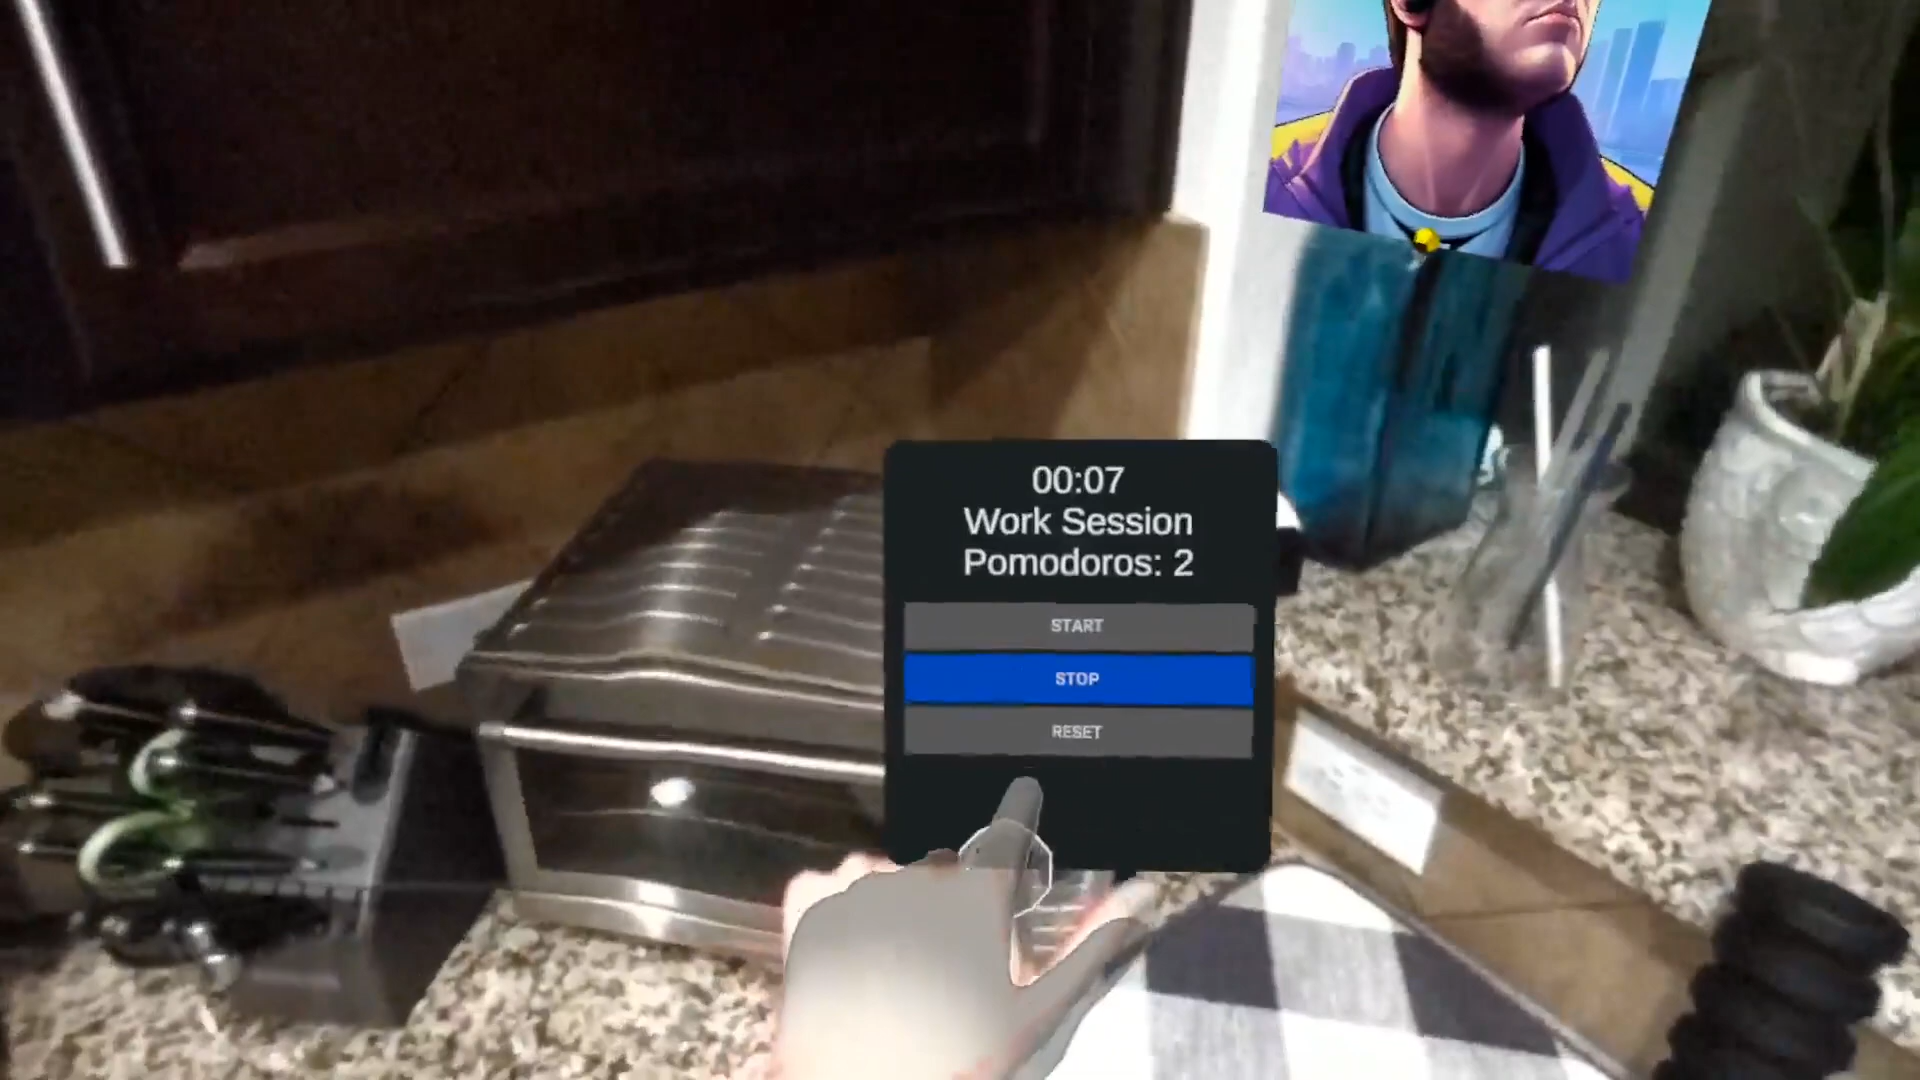 00:07
Work Session
Pomodoros: 2
START
STOP
RESET